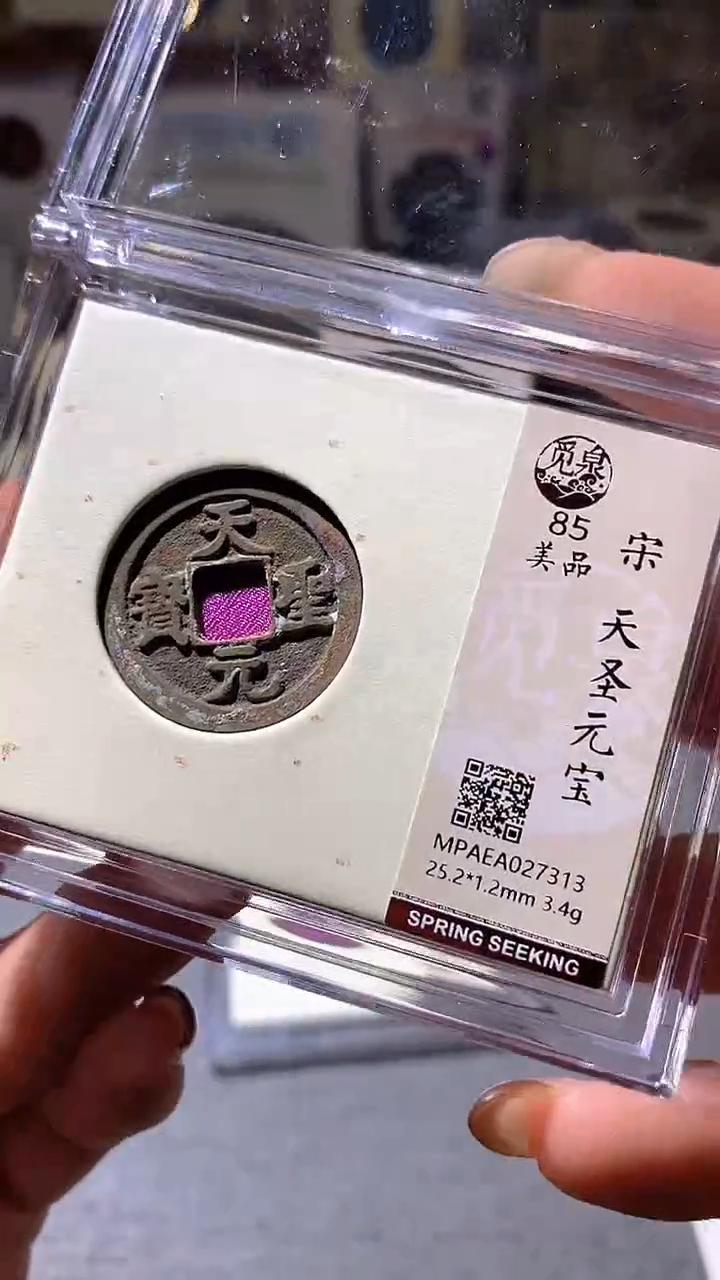 天聖元寶
觅泉
85
美品
宋
天圣元宝
MPAEA027313
25.2*1.2mm 3.4g
SPRING SEEKING